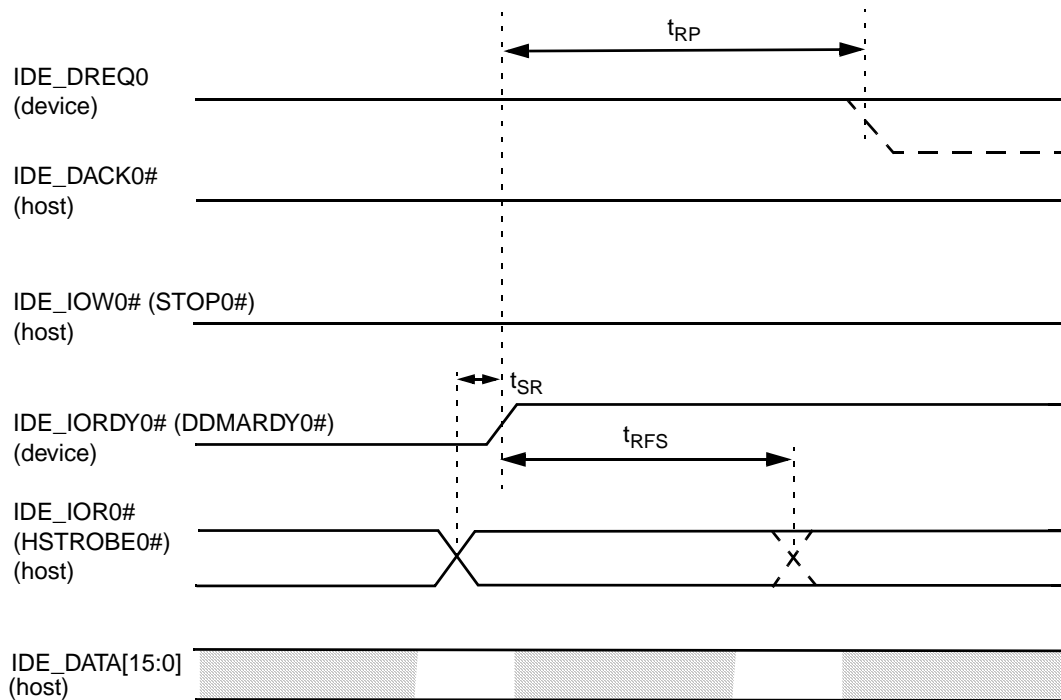 tRP
IDE_DREQ0
(device)
IDE_DACK0#
(host)
IDE_IOW0# (STOP0#)
(host)
tSR
IDE_IORDY0# (DDMARDY0#)
(device)
tRFS
IDE_IOR0#
(HSTROBE0#)
(host)
IDE_DATA[15:0]
(host)